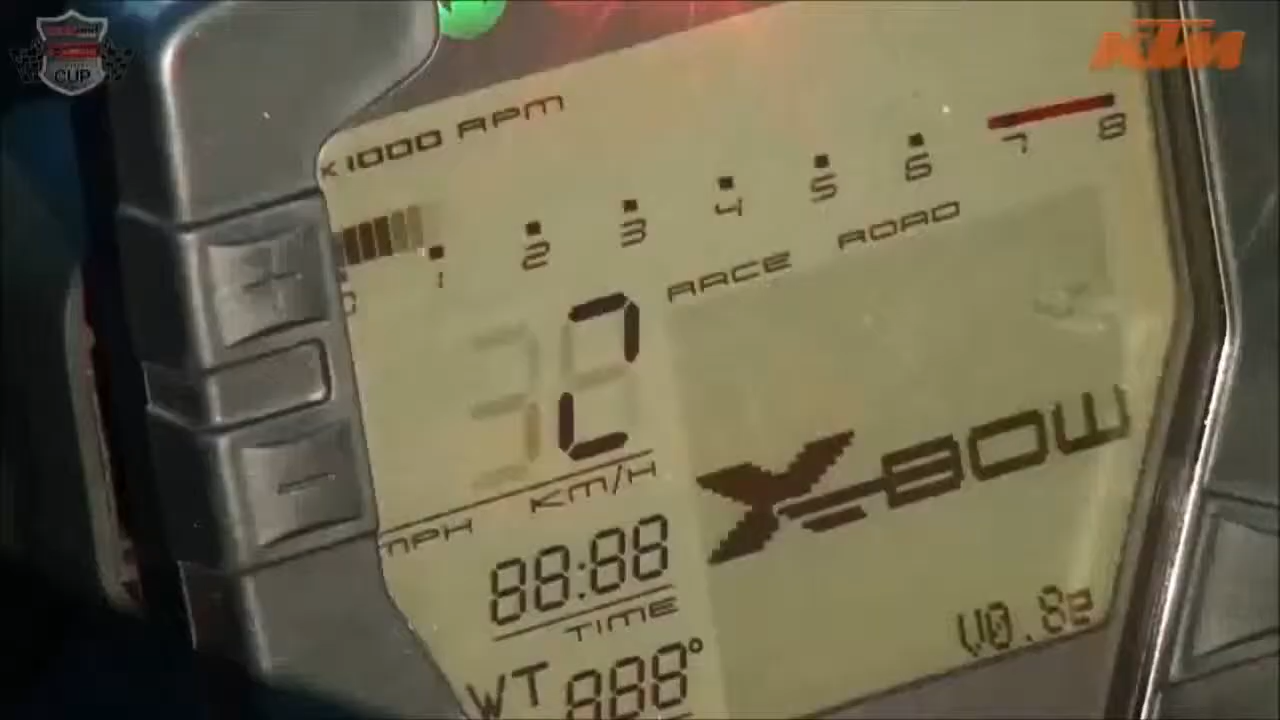 CUP
KTM
x1000 RPM
0 1 2 3 4 5 6 7 8
RACE ROAD
MPH KM/H
X-BOW
88:88
TIME
V0.8e
WT 888°